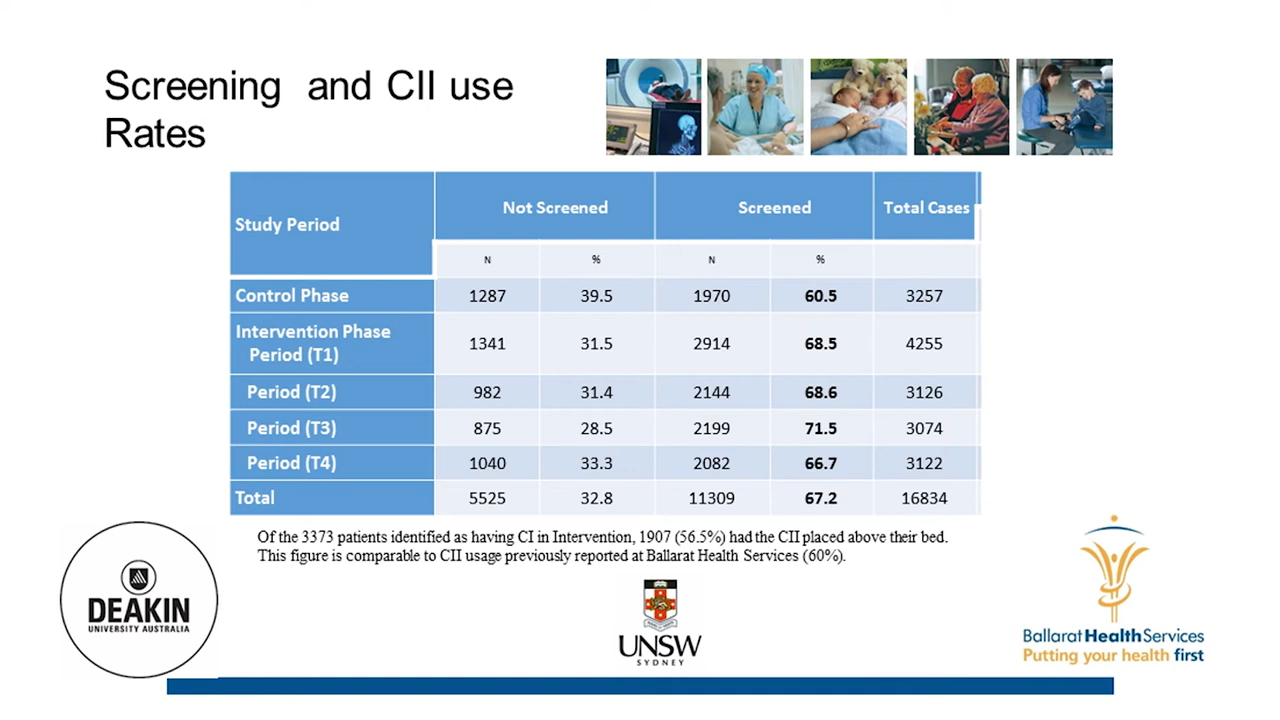 Screening and CII use
Rates
Study Period Not Screened Screened Total Cases
N % N %
Control Phase 1287 39.5 1970 60.5 3257
Intervention Phase
Period (T1) 1341 31.5 2914 68.5 4255
Period (T2) 982 31.4 2144 68.6 3126
Period (T3) 875 28.5 2199 71.5 3074
Period (T4) 1040 33.3 2082 66.7 3122
Total 5525 32.8 11309 67.2 16834
Of the 3373 patients identified as having CI in Intervention, 1907 (56.5%) had the CII placed above their bed.
This figure is comparable to CII usage previously reported at Ballarat Health Services (60%).
DEAKIN
UNIVERSITY AUSTRALIA
UNSW
SYDNEY
Ballarat Health Services
Putting your health first